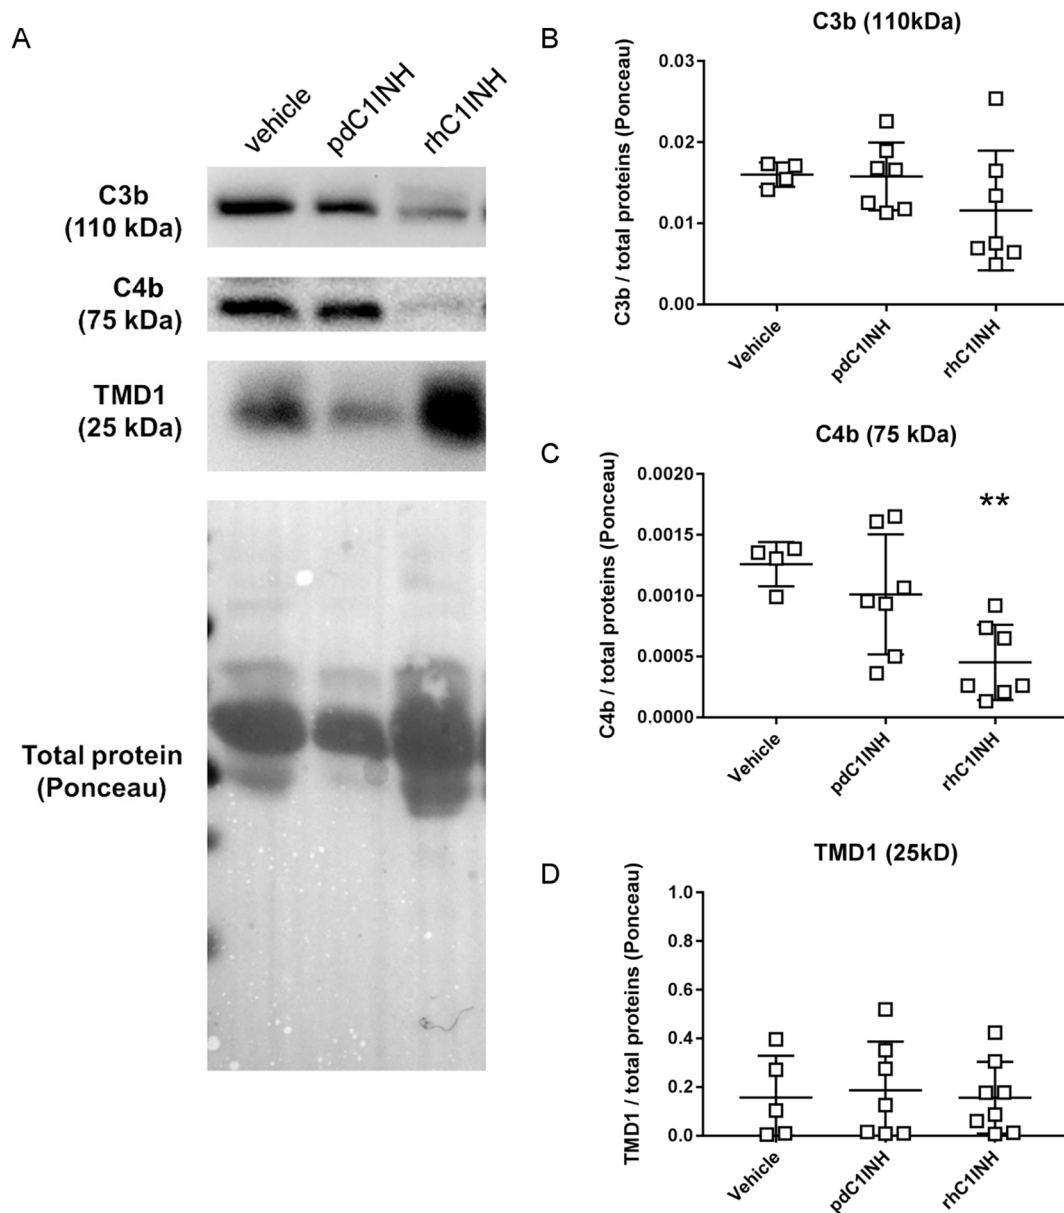 A
vehicle
pdC1INH
rhC1INH
C3b
(110 kDa)
C4b
(75 kDa)
TMD1
(25 kDa)
Total protein
(Ponceau)
B
C3b (110kDa)
C3b / total proteins (Ponceau)
0.03
0.02
0.01
0.00
Vehicle
pdC1INH
rhC1INH
C
C4b (75 kDa)
C4b / total proteins (Ponceau)
0.0020
0.0015
0.0010
0.0005
0.0000
**
Vehicle
pdC1INH
rhC1INH
D
TMD1 (25kD)
TMD1 / total proteins (Ponceau)
1.0
0.8
0.6
0.4
0.2
0.0
Vehicle
pdC1INH
rhC1INH